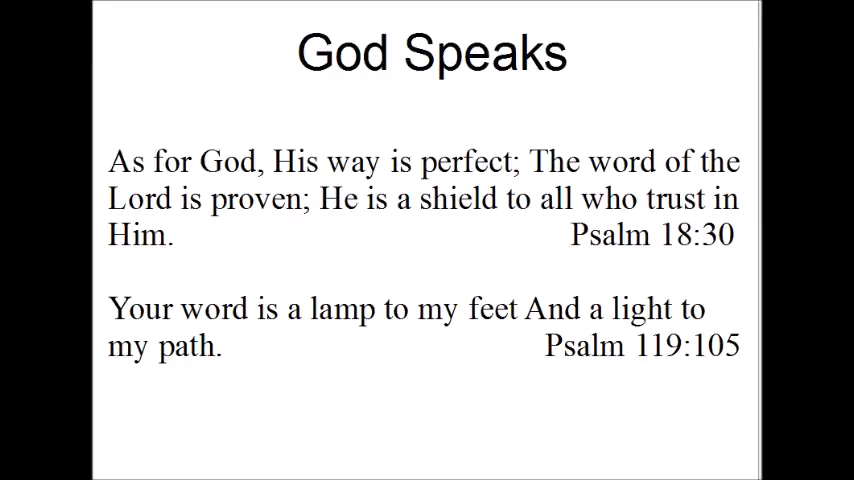 God Speaks
As for God, His way is perfect; The word of the
Lord is proven; He is a shield to all who trust in
Him. Psalm 18:30
Your word is a lamp to my feet And a light to
my path. Psalm 119:105